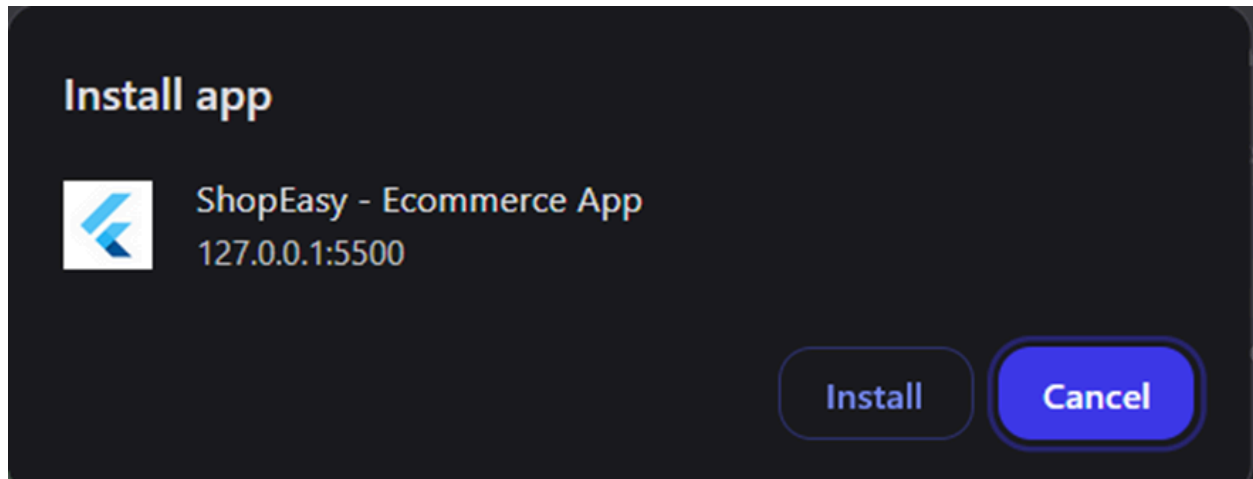 Install app
ShopEasy - Ecommerce App
127.0.0.1:5500
Install
Cancel